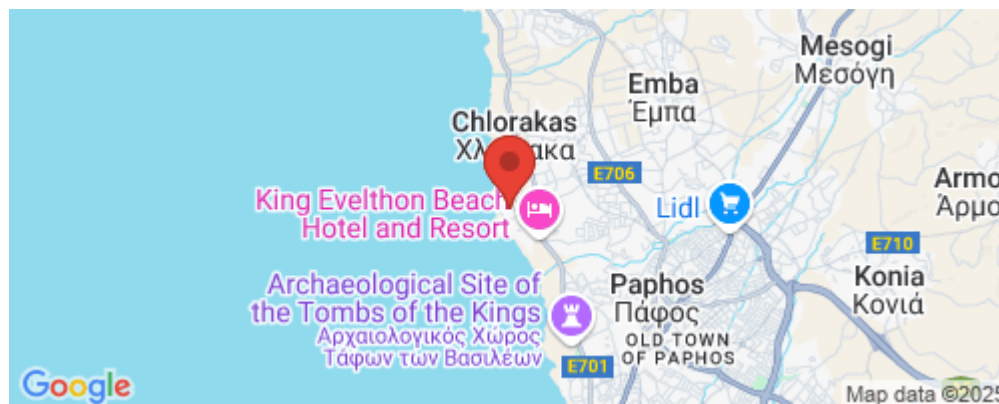 Mesogi
Μεσόγη
Emba
Έμπα
Chlorakas
E706
King Evelthon Beach
Hotel and Resort
Lidl
E710
Konia
Κονιά
Archaeological Site of
the Tombs of the Kings
Αρχαιολογικός Χώρος
Τάφων των Βασιλέων
Paphos
Πάφος
OLD TOWN
OF PAPHOS
E701
Google
Map data ©2025